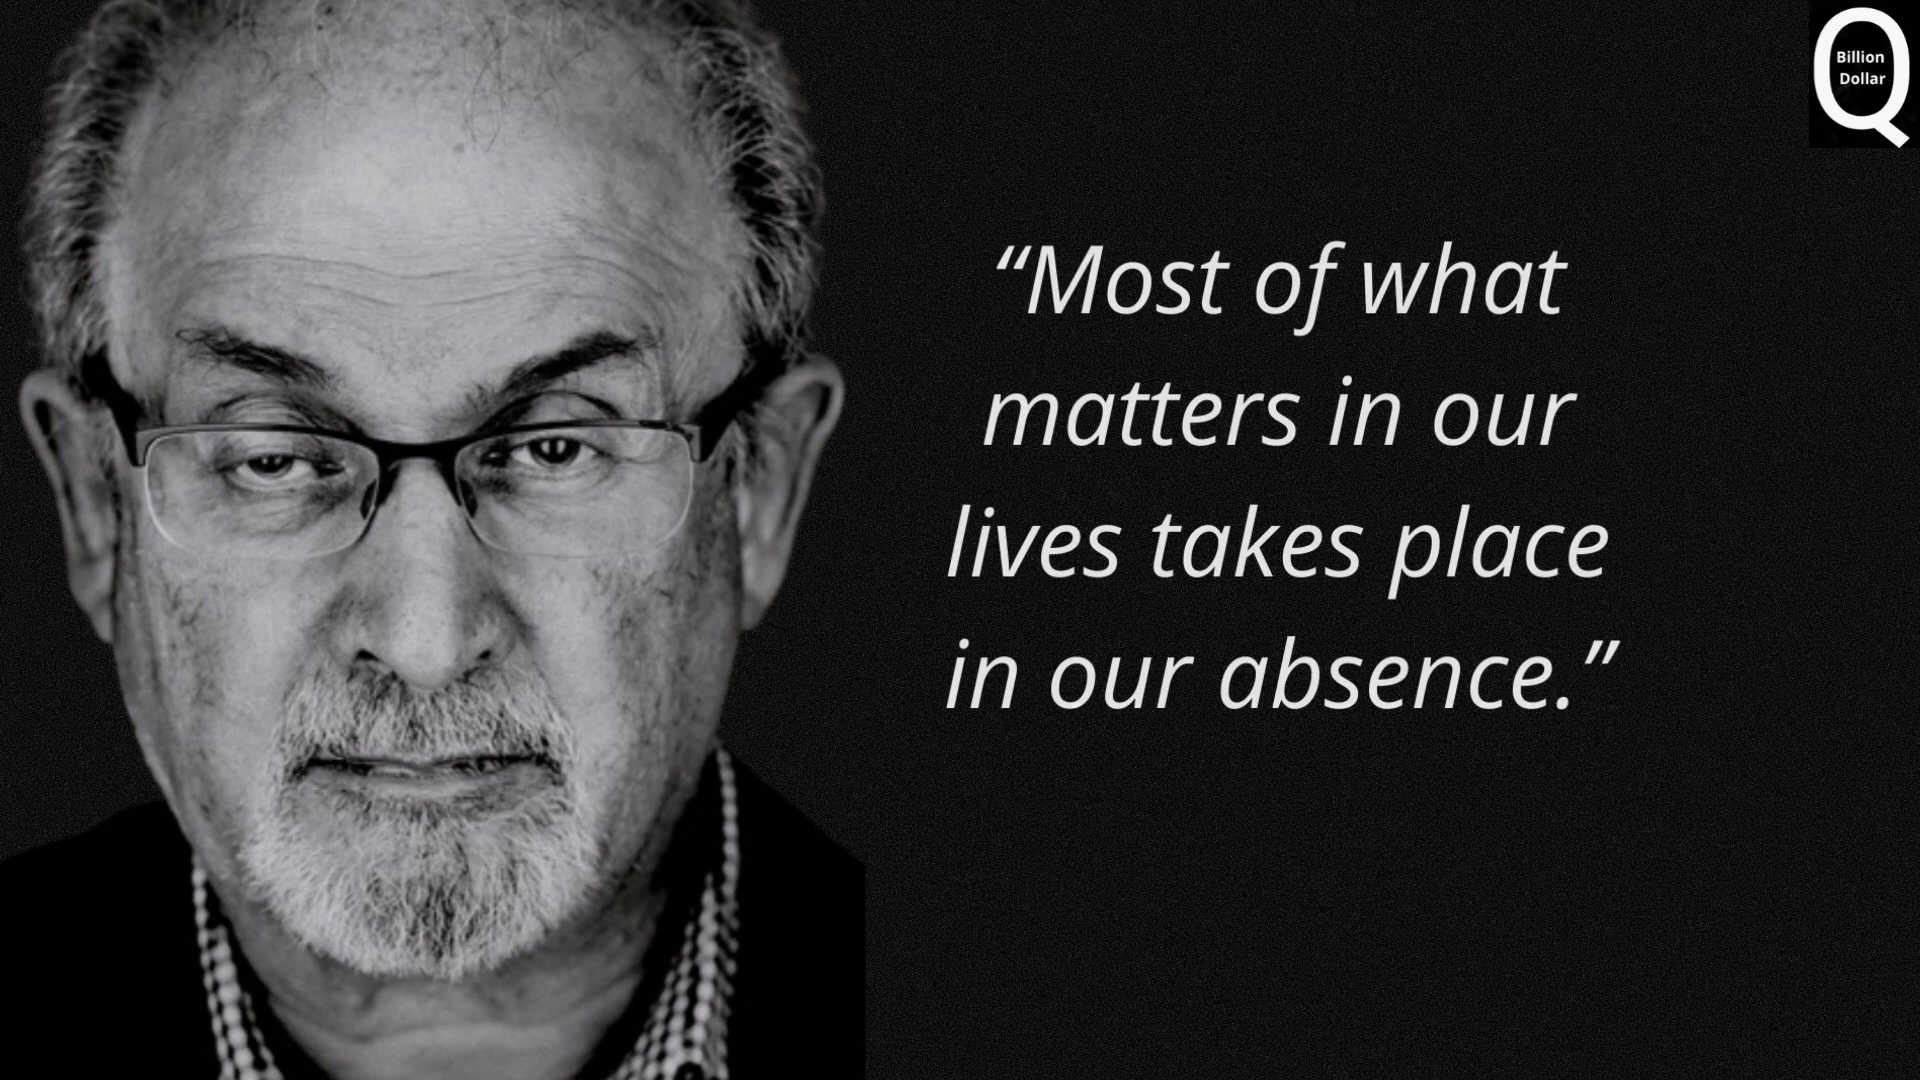 Billion
Dollar
Q
“Most of what
matters in our
lives takes place
in our absence.”